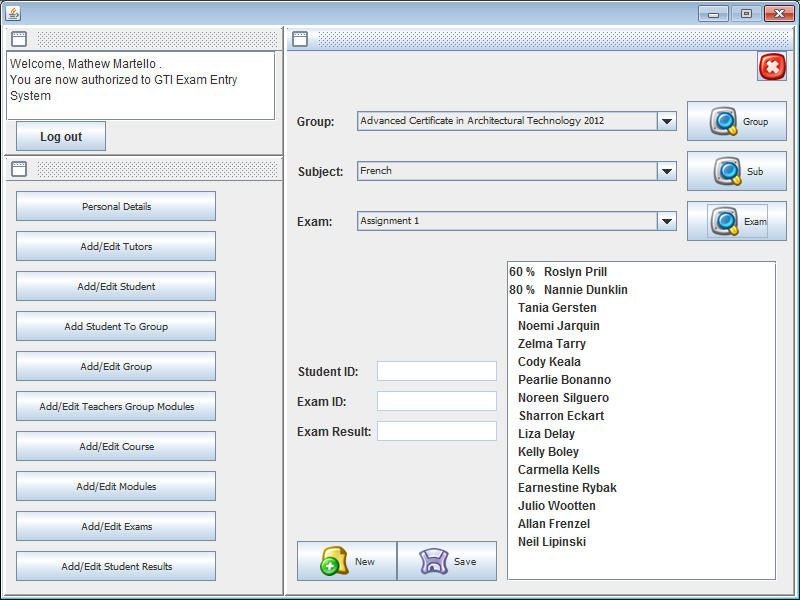 Welcome, Mathew Martello .
You are now authorized to GTI Exam Entry
System
Log out
Personal Details
Add/Edit Tutors
Add/Edit Student
Add Student To Group
Add/Edit Group
Add/Edit Teachers Group Modules
Add/Edit Course
Add/Edit Modules
Add/Edit Exams
Add/Edit Student Results
Group: Advanced Certificate in Architectural Technology 2012 Group
Subject: French Sub
Exam: Assignment 1 Exam
Student ID:
Exam ID:
Exam Result:
New Save
60 % Roslyn Prill
80 % Nannie Dunklin
Tania Gersten
Noemi Jarquin
Zelma Tarry
Cody Keala
Pearlie Bonanno
Noreen Silguero
Sharron Eckart
Liza Delay
Kelly Boley
Carmella Kells
Earnestine Rybak
Julio Wootten
Allan Frenzel
Neil Lipinski